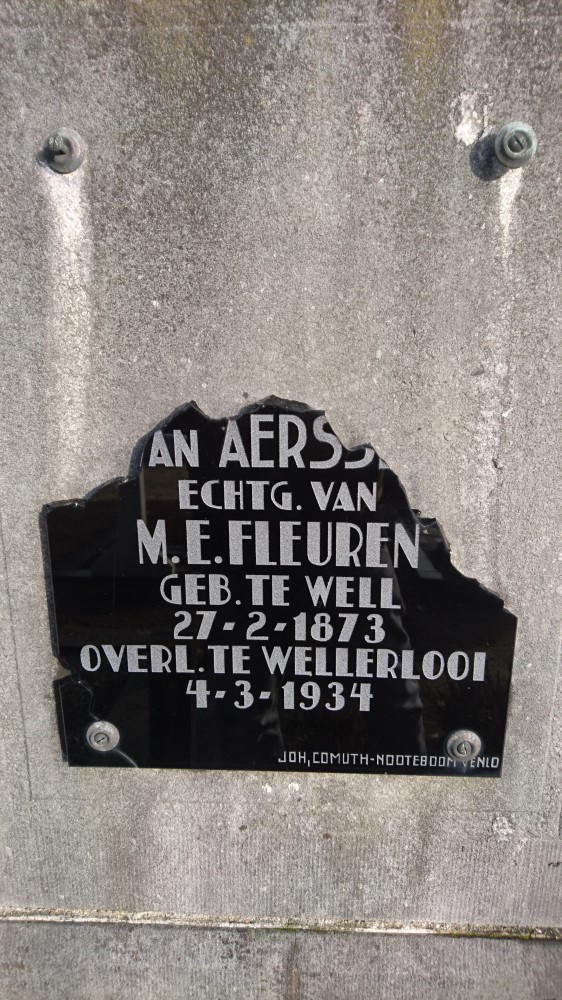 AN AERSS
ECHTG. VAN
M.E. FLEUREN
GEB. TE WELL
27-2-1873
OVERL. TE WELLERLOOI
4-3-1934
JOH, COMUTH-NOOTEBOOM VENLO